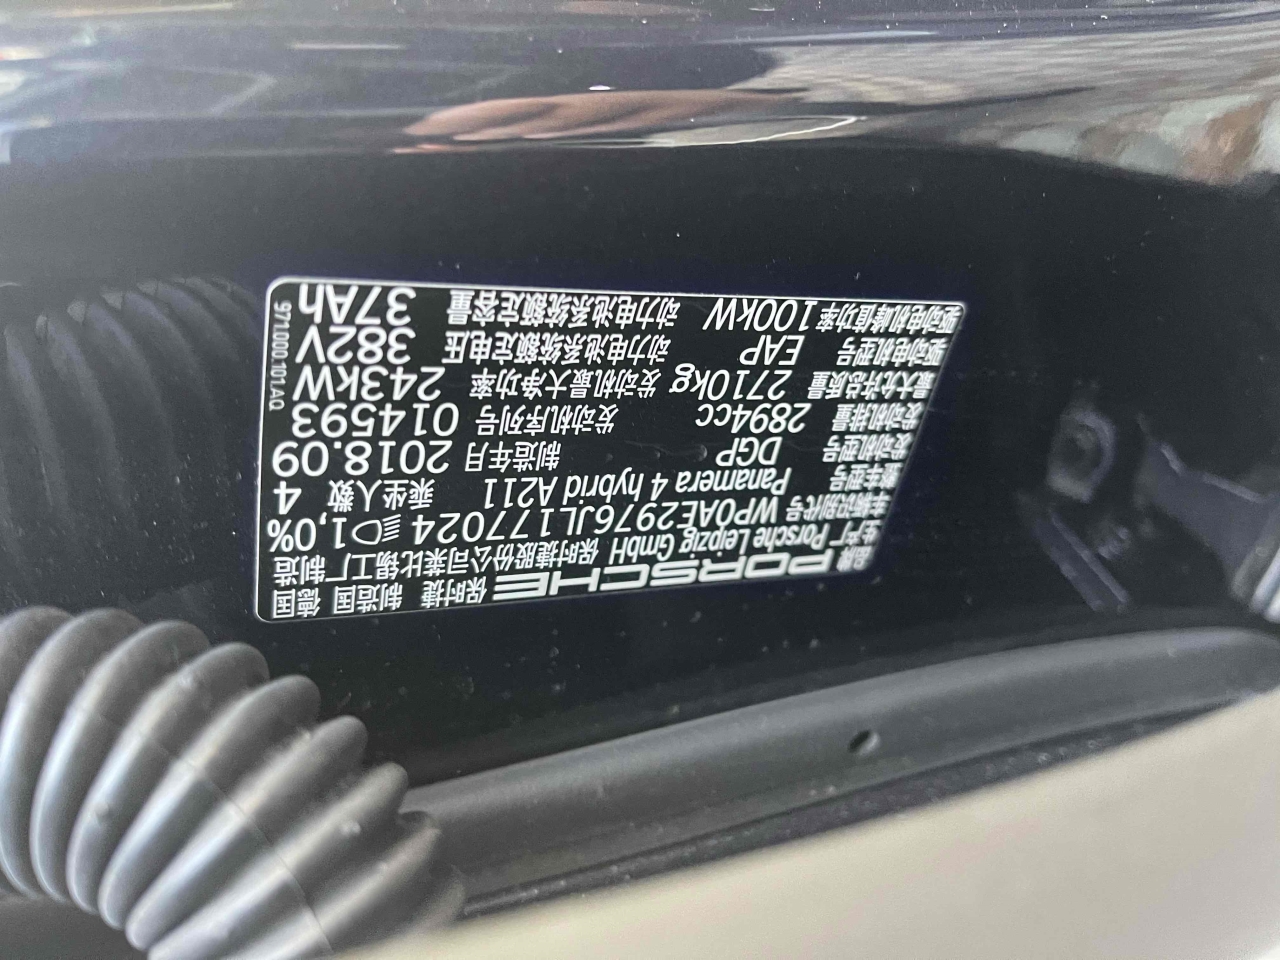 品牌 PORSCHE 保时捷 制造国 德国
生产厂 Porsche Leipzig GmbH 保时捷股份公司莱比锡工厂制造
车辆识别代号 WP0AE2976JL177024 1,0%
整车型号 Panamera 4 hybrid A211 乘坐人数 4
发动机型号 DGP 制造年月 2018.09
发动机排量 2894cc 发动机序列号 014593
最大允许总质量 2710kg 发动机最大净功率 243kW
驱动电机型号 EAP 动力电池系统额定电压 382V
驱动电机峰值功率 100kW 动力电池系统额定容量 37Ah
971.000.101.AQ